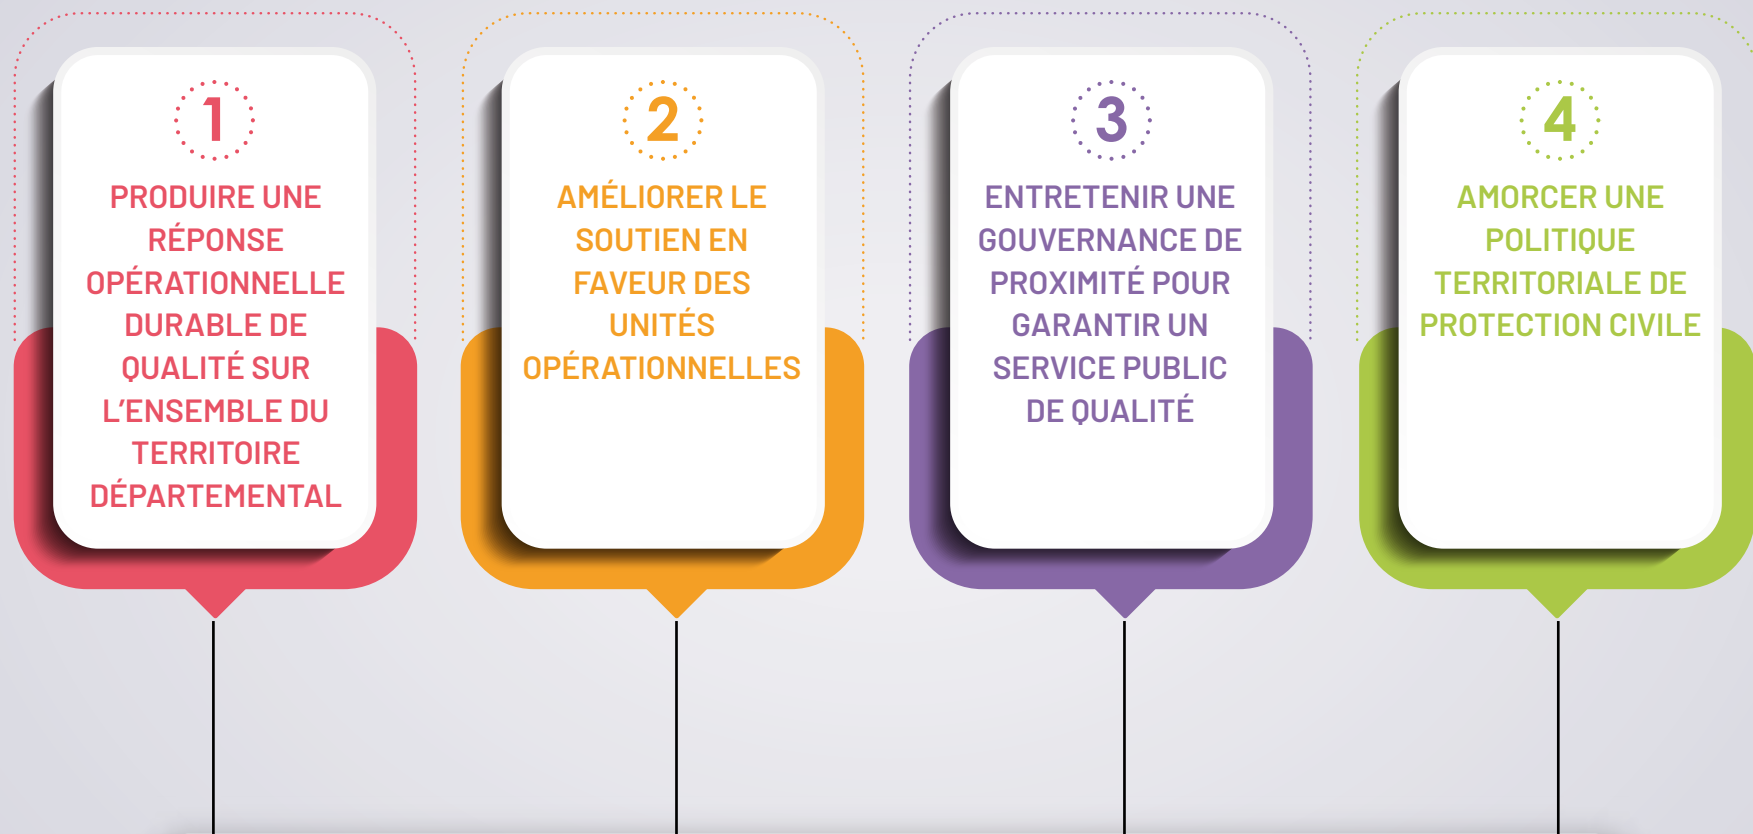 1
PRODUIRE UNE
RÉPONSE
OPÉRATIONNELLE
DURABLE DE
QUALITÉ SUR
L’ENSEMBLE DU
TERRITOIRE
DÉPARTEMENTAL
2
AMÉLIORER LE
SOUTIEN EN
FAVEUR DES
UNITÉS
OPÉRATIONNELLES
3
ENTRETENIR UNE
GOUVERNANCE DE
PROXIMITÉ POUR
GARANTIR UN
SERVICE PUBLIC
DE QUALITÉ
4
AMORCER UNE
POLITIQUE
TERRITORIALE DE
PROTECTION CIVILE